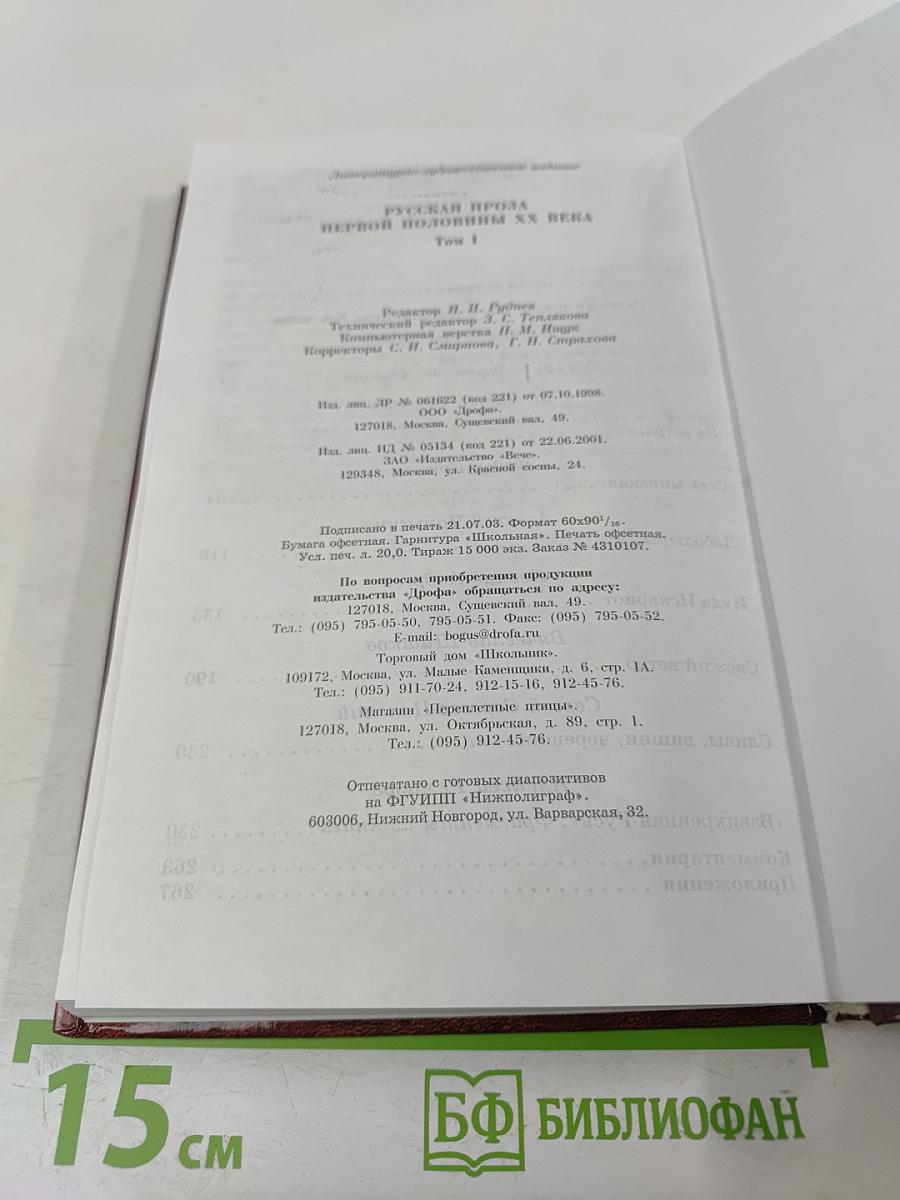 Литературно-художественное издание
РУССКАЯ ПРОЗА
ПЕРВОЙ ПОЛОВИНЫ XX ВЕКА
Том 1
Редактор Н. Н. Руднев
Технический редактор З. С. Теплякова
Компьютерная верстка Н. М.
Корректоры С. И. Смирнова, Г. И. Страхова
Изд. лиц. ЛР № 061622 (код 221) от 07.10.1998.
ООО «Дрофа».
127018, Москва, Сущевский вал, 49.
Изд. лиц. ИД № 05134 (код 221) от 22.06.2001.
ЗАО «Издательство «Вече».
129348, Москва, ул. Красной сосны, 24.
Подписано в печать 21.07.03. Формат 60х90¹/₁₆.
Бумага офсетная. Гарнитура «Школьная». Печать офсетная.
Усл. печ. л. 20,0. Тираж 15 000 экз. Заказ № 4310107.
По вопросам приобретения продукции
издательства «Дрофа» обращаться по адресу:
127018, Москва, Сущевский вал, 49.
Тел.: (095) 795-05-50, 795-05-51. Факс: (095) 795-05-52.
E-mail: bogus@drofa.ru
Торговый дом «Школьник».
109172, Москва, ул. Малые Каменщики, д. 6, стр. 1А.
Тел.: (095) 911-70-24, 912-15-16, 912-45-76.
Магазин «Переплетные птицы».
127018, Москва, ул. Октябрьская, д. 89, стр. 1.
Тел.: (095) 912-45-76.
Отпечатано с готовых диапозитивов
на ФГУИПП «Нижполиграф».
603006, Нижний Новгород, ул. Варварская, 32.
15 см
БФ БИБЛИОФАН